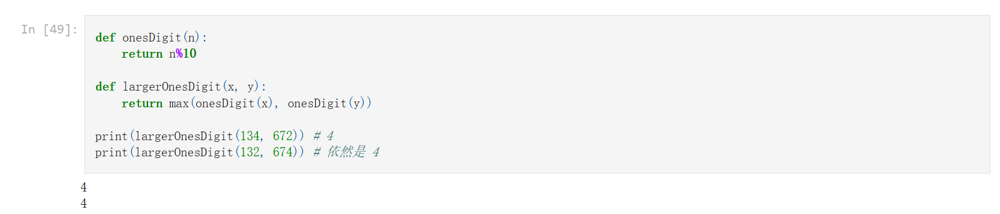 In [49]:
def onesDigit(n):
    return n%10
def largerOnesDigit(x, y):
    return max(onesDigit(x), onesDigit(y))
print(largerOnesDigit(134, 672)) # 4
print(largerOnesDigit(132, 674)) # 依然是 4
4
4